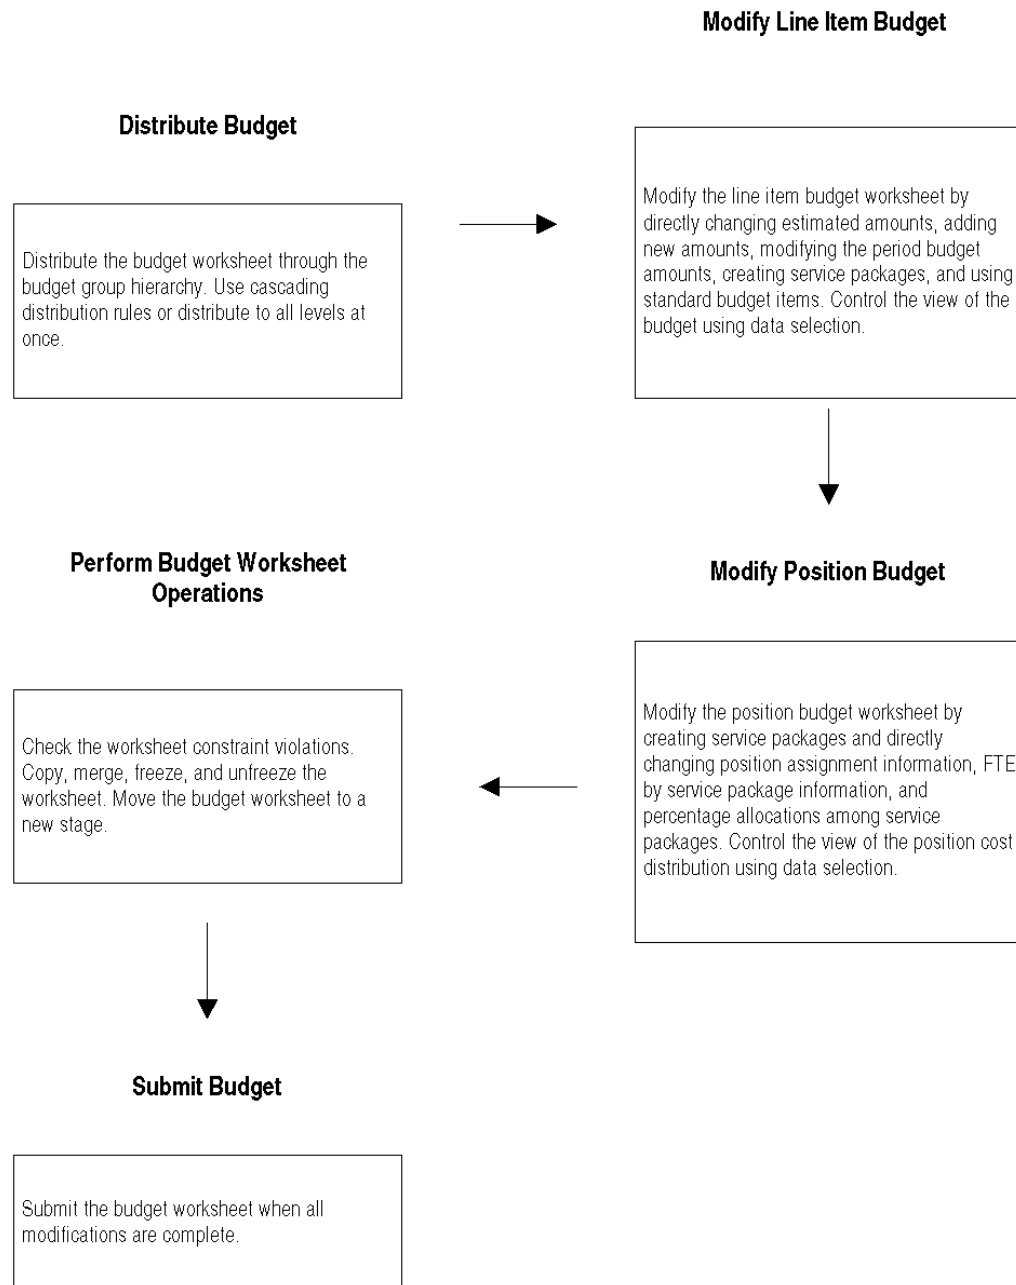 Distribute Budget
Distribute the budget worksheet through the
budget group hierarchy. Use cascading
distribution rules or distribute to all levels at
once.
Modify Line Item Budget
Modify the line item budget worksheet by
directly changing estimated amounts, adding
new amounts, modifying the period budget
amounts, creating service packages, and using
standard budget items. Control the view of the
budget using data selection.
Modify Position Budget
Modify the position budget worksheet by
creating service packages and directly
changing position assignment information, FTE
by service package information, and
percentage allocations among service
packages. Control the view of the position cost
distribution using data selection.
Perform Budget Worksheet
Operations
Check the worksheet constraint violations.
Copy, merge, freeze, and unfreeze the
worksheet. Move the budget worksheet to a
new stage.
Submit Budget
Submit the budget worksheet when all
modifications are complete.